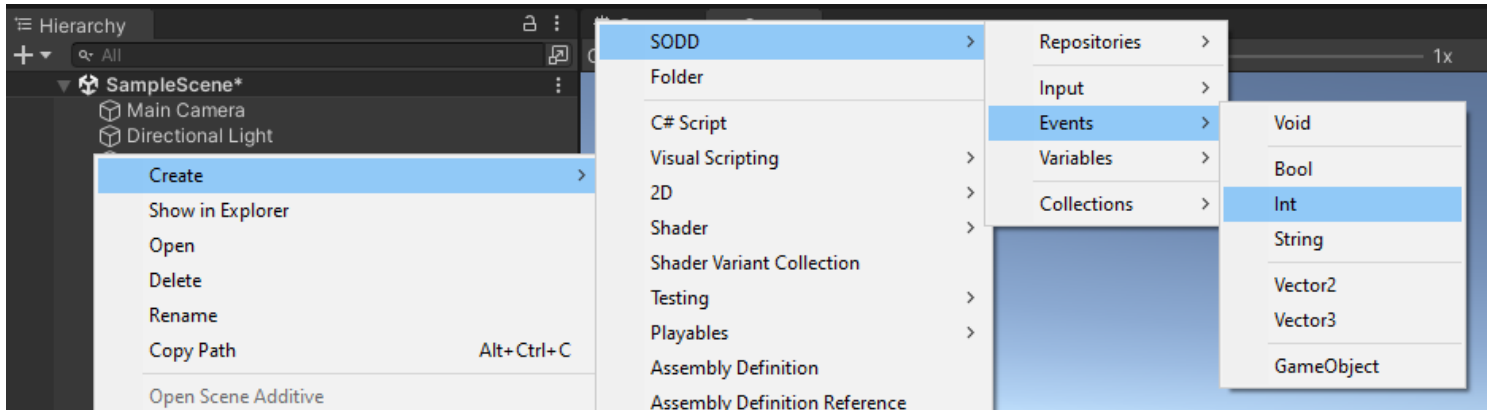 Hierarchy
All
SampleScene*
Main Camera
Directional Light
Create
Show in Explorer
Open
Delete
Rename
Copy Path Alt+Ctrl+C
Open Scene Additive
SODD
Folder
C# Script
Visual Scripting
2D
Shader
Shader Variant Collection
Testing
Playables
Assembly Definition
Assembly Definition Reference
Repositories
Input
Events
Variables
Collections
Void
Bool
Int
String
Vector2
Vector3
GameObject
1x